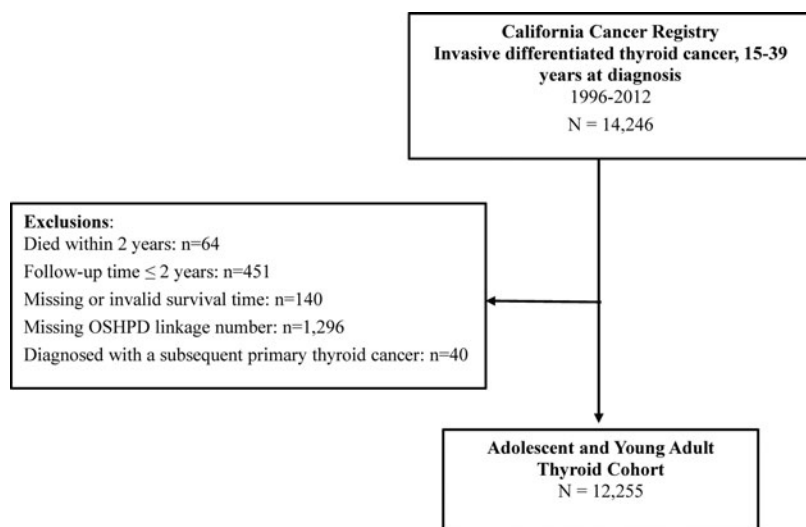 California Cancer Registry
Invasive differentiated thyroid cancer, 15-39
years at diagnosis
1996-2012
N = 14,246
Exclusions:
Died within 2 years: n=64
Follow-up time ≤ 2 years: n=451
Missing or invalid survival time: n=140
Missing OSHPD linkage number: n=1,296
Diagnosed with a subsequent primary thyroid cancer: n=40
Adolescent and Young Adult
Thyroid Cohort
N = 12,255